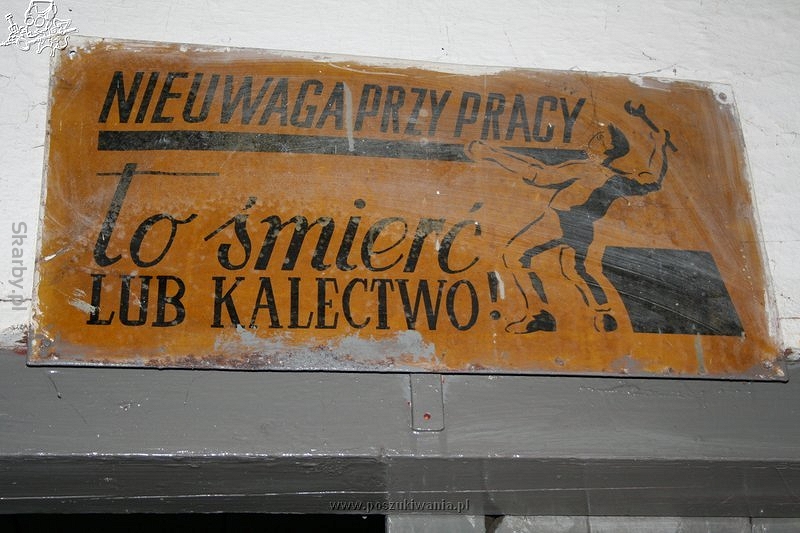 NIEUWAGA PRZY PRACY
To śmierć
LUB KALECTWO!
Skarby.pl
www.poszukiwania.pl